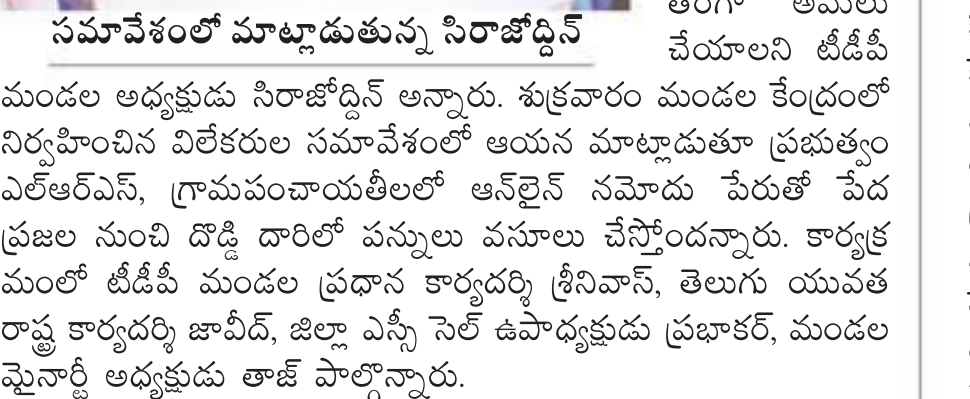 సమావేశంలో మాట్లాడుతున్న సిరాజోద్దిన్
తంగా అమలు
చేయాలని టీడీపీ
మండల అధ్యక్షుడు సిరాజోద్దిన్ అన్నారు. శుక్రవారం మండల కేంద్రంలో
నిర్వహించిన విలేకరుల సమావేశంలో ఆయన మాట్లాడుతూ ప్రభుత్వం
ఎల్ఆర్ఎస్, గ్రామపంచాయతీలలో ఆన్‌లైన్ నమోదు పేరుతో పేద
ప్రజల నుంచి దొడ్డి దారిలో పన్నులు వసూలు చేస్తోందన్నారు. కార్యక్ర
మంలో టీడీపీ మండల ప్రధాన కార్యదర్శి శ్రీనివాస్, తెలుగు యువత
రాష్ట్ర కార్యదర్శి జావీద్, జిల్లా ఎస్సీ సెల్ ఉపాధ్యక్షుడు ప్రభాకర్, మండల
మైనార్టీ అధ్యక్షుడు తాజ్ పాల్గొన్నారు.